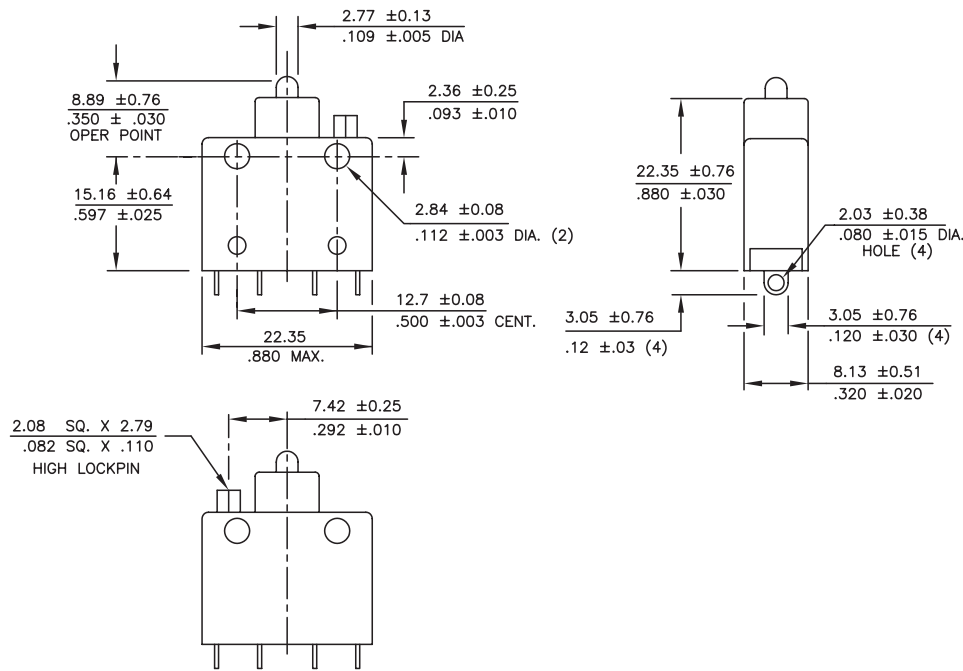 2.77 ±0.13
.109 ±.005 DIA
8.89 ±0.76
.350 ± .030
OPER POINT
2.36 ±0.25
.093 ±.010
15.16 ±0.64
.597 ±.025
2.84 ±0.08
.112 ±.003 DIA. (2)
12.7 ±0.08
.500 ±.003 CENT.
22.35
.880 MAX.
22.35 ±0.76
.880 ±.030
2.03 ±0.38
.080 ±.015 DIA.
HOLE (4)
3.05 ±0.76
.12 ±.03 (4)
3.05 ±0.76
.120 ±.030 (4)
8.13 ±0.51
.320 ±.020
7.42 ±0.25
.292 ±.010
2.08 SQ. X 2.79
.082 SQ. X .110
HIGH LOCKPIN